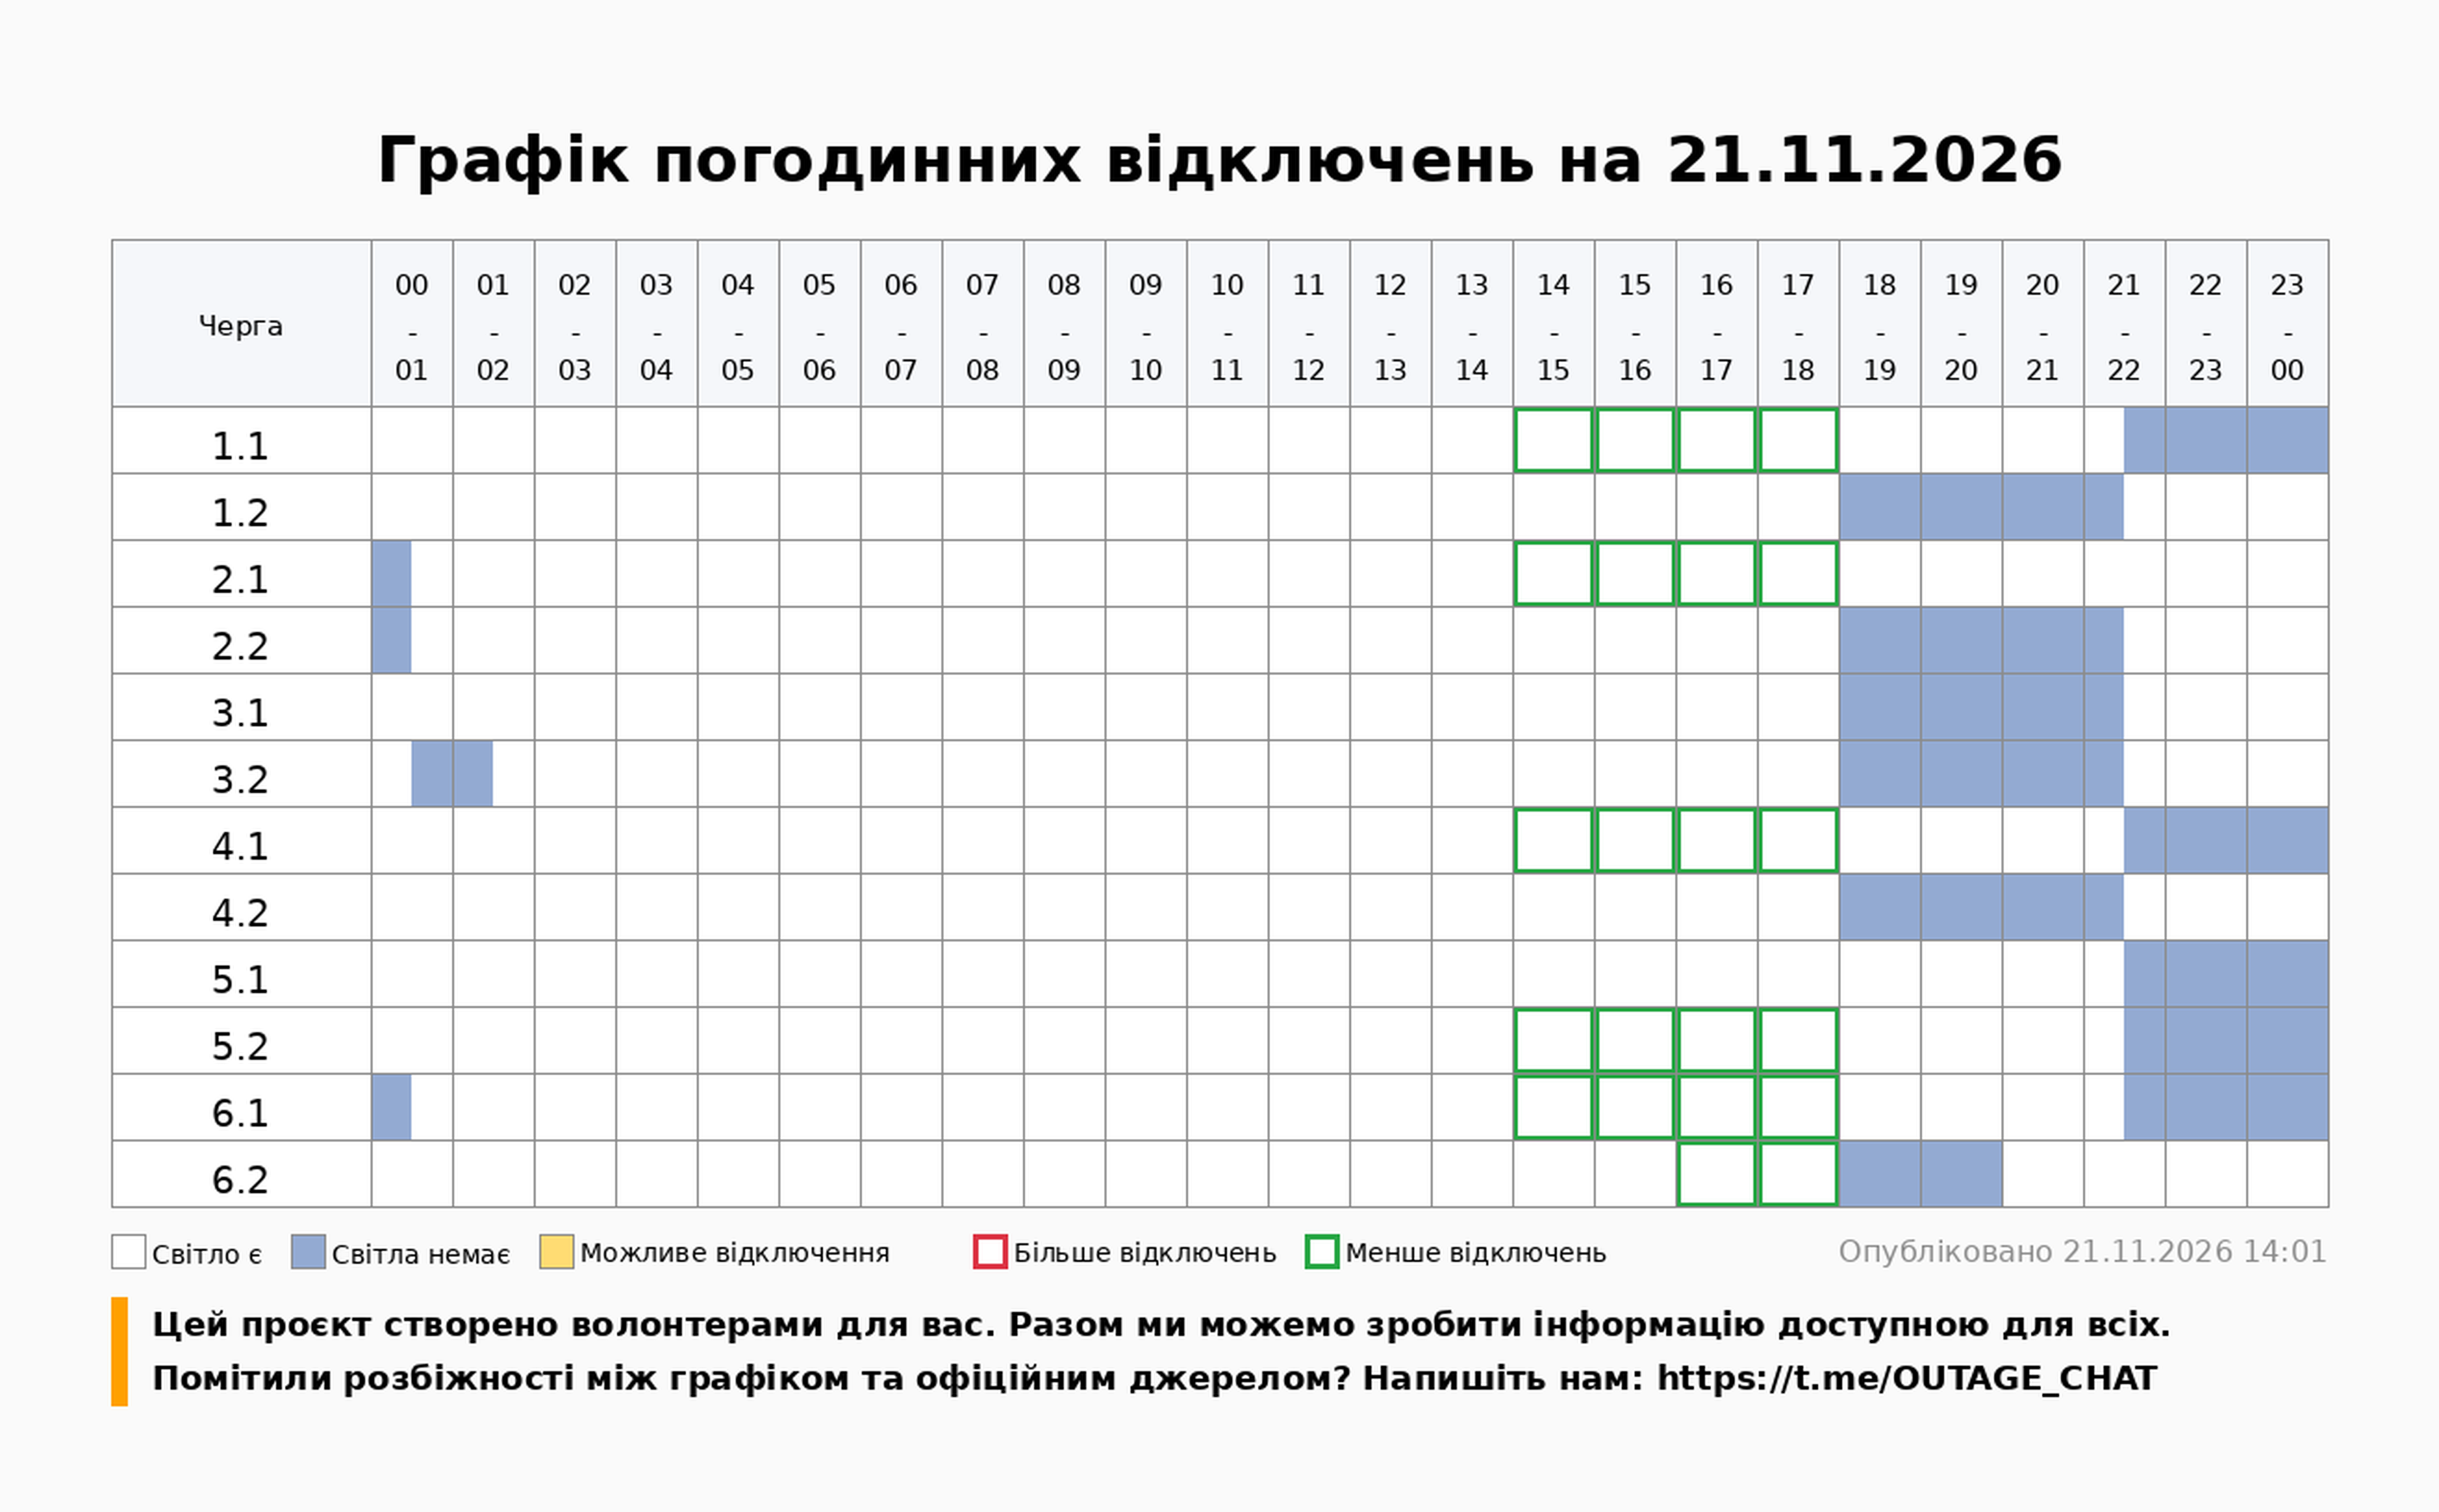 Графік погодинних відключень на 21.11.2026
Черга 00 - 01 01 - 02 02 - 03 03 - 04 04 - 05 05 - 06 06 - 07 07 - 08 08 - 09 09 - 10 10 - 11 11 - 12 12 - 13 13 - 14 14 - 15 15 - 16 16 - 17 17 - 18 18 - 19 19 - 20 20 - 21 21 - 22 22 - 23 23 - 00
1.1
1.2
2.1
2.2
3.1
3.2
4.1
4.2
5.1
5.2
6.1
6.2
Світло є Світла немає Можливе відключення Більше відключень Менше відключень Опубліковано 21.11.2026 14:01
Цей проєкт створено волонтерами для вас. Разом ми можемо зробити інформацію доступною для всіх.
Помітили розбіжності між графіком та офіційним джерелом? Напишіть нам: https://t.me/OUTAGE_CHAT